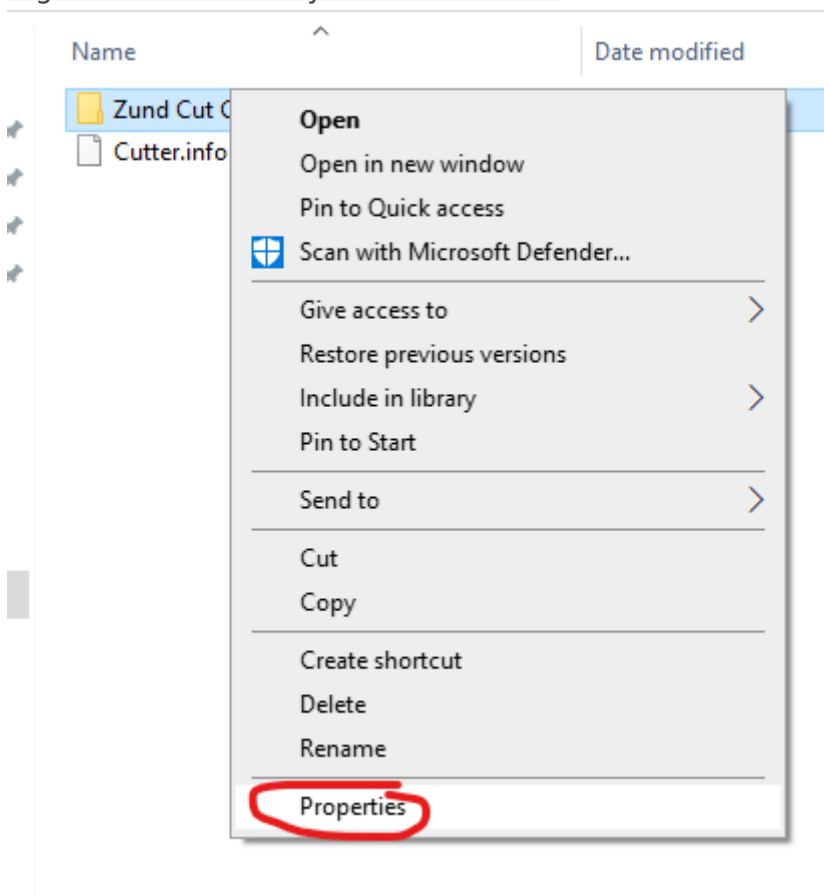 Name
Date modified
Zund Cut
Cutter.info
Open
Open in new window
Pin to Quick access
Scan with Microsoft Defender...
Give access to
Restore previous versions
Include in library
Pin to Start
Send to
Cut
Copy
Create shortcut
Delete
Rename
Properties